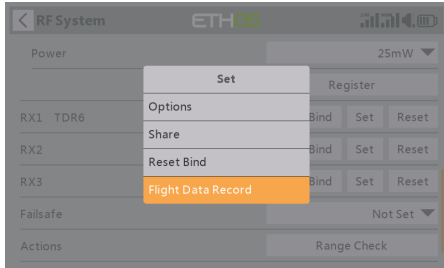 RF System ETHOS
Power 25mW
Set
Register
Options
RX1 TDR6 Bind Set Reset
Share
RX2 Bind Set Reset
Reset Bind
RX3 Bind Set Reset
Flight Data Record
Failsafe Not Set
Actions Range Check